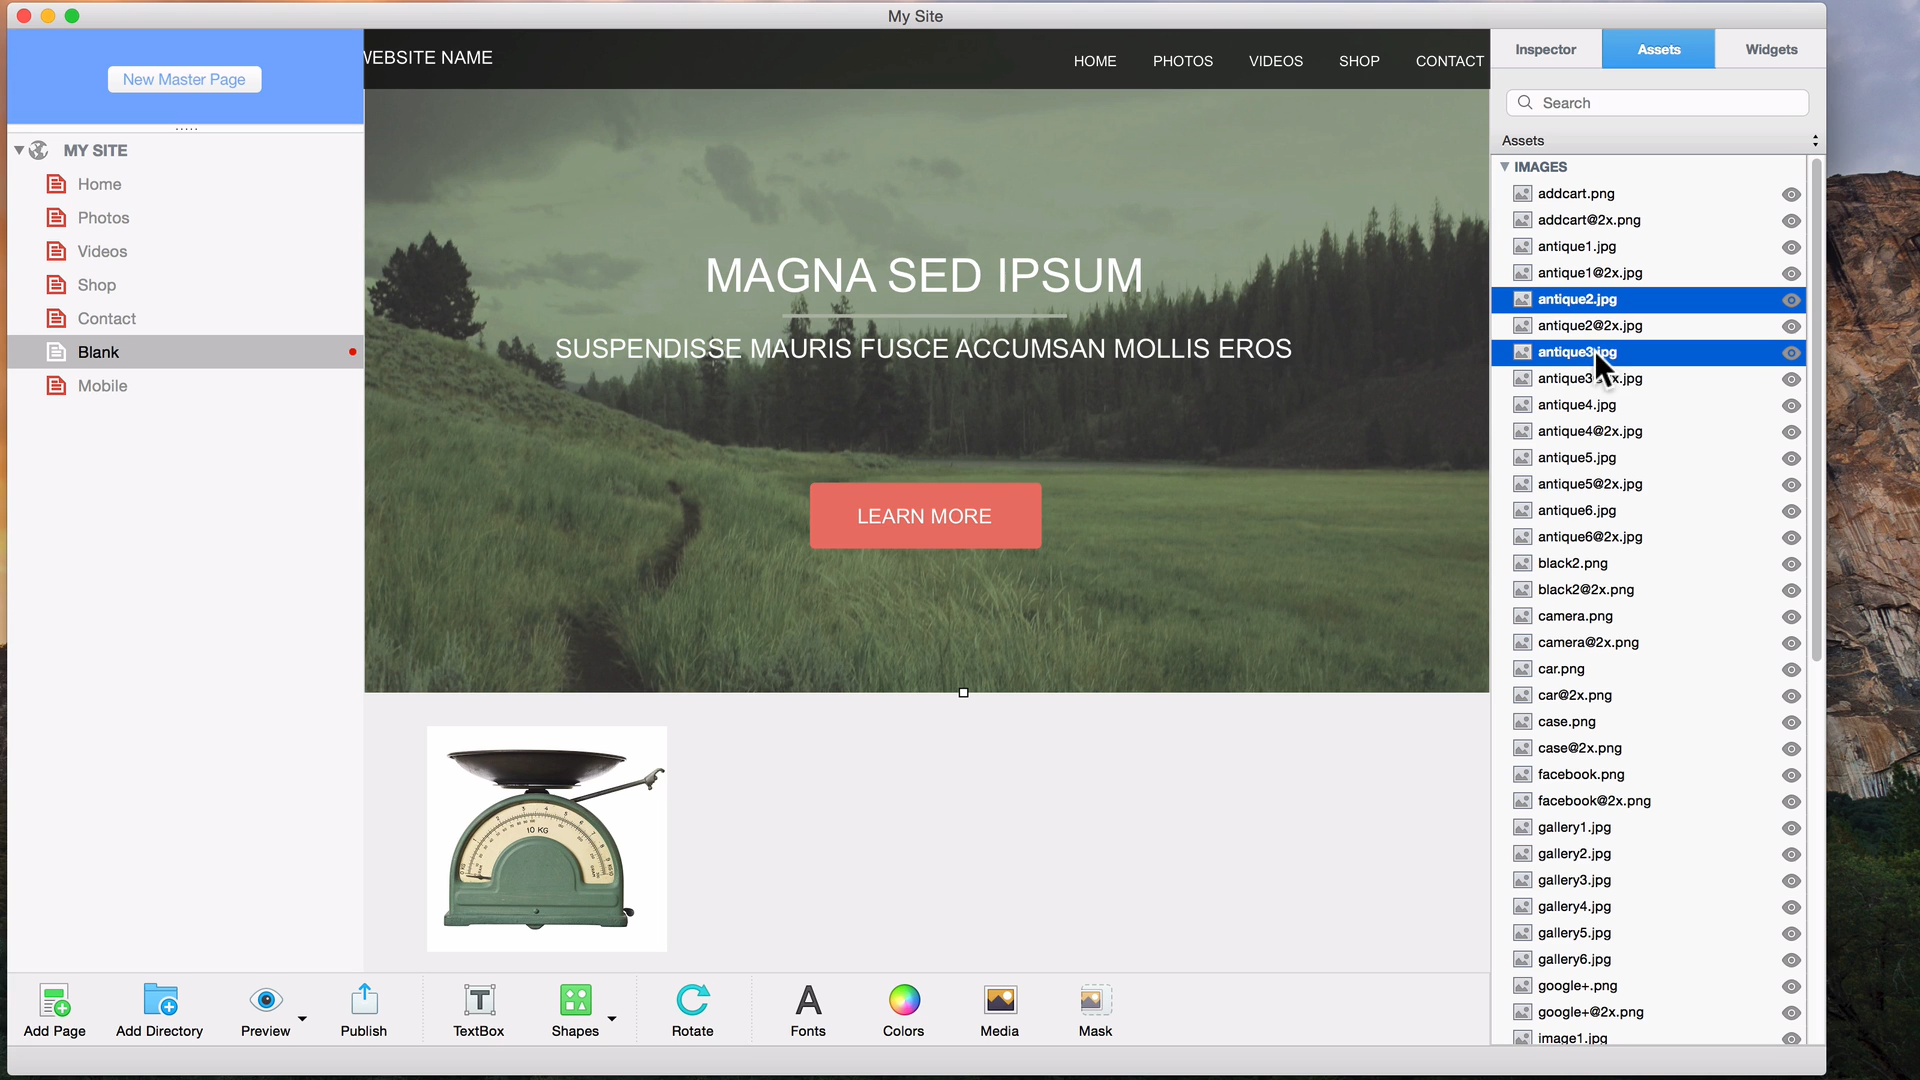 My Site
New Master Page
MY SITE
Home
Photos
Videos
Shop
Contact
Blank
Mobile
WEBSITE NAME
HOME PHOTOS VIDEOS SHOP CONTACT
MAGNA SED IPSUM
SUSPENDISSE MAURIS FUSCE ACCUMSAN MOLLIS EROS
LEARN MORE
10 KG
Inspector Assets Widgets
Search
Assets
IMAGES
addcart.png
addcart@2x.png
antique1.jpg
antique1@2x.jpg
antique2.jpg
antique2@2x.jpg
antique3.jpg
antique3@2x.jpg
antique4.jpg
antique4@2x.jpg
antique5.jpg
antique5@2x.jpg
antique6.jpg
antique6@2x.jpg
black2.png
black2@2x.png
camera.png
camera@2x.png
car.png
car@2x.png
case.png
case@2x.png
facebook.png
facebook@2x.png
gallery1.jpg
gallery2.jpg
gallery3.jpg
gallery4.jpg
gallery5.jpg
gallery6.jpg
google+.png
google+@2x.png
image1.jpg
Add Page Add Directory Preview Publish TextBox Shapes Rotate Fonts Colors Media Mask